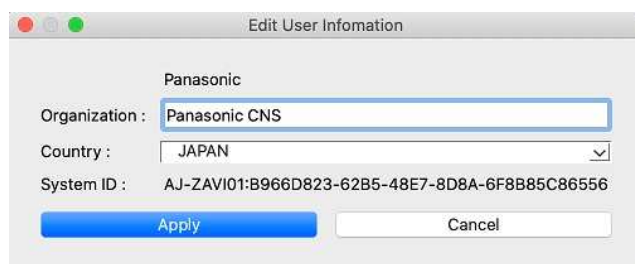 Edit User Infomation
Panasonic
Organization : Panasonic CNS
Country : JAPAN
System ID : AJ-ZAVI01:B966D823-62B5-48E7-8D8A-6F8B85C86556
Apply Cancel